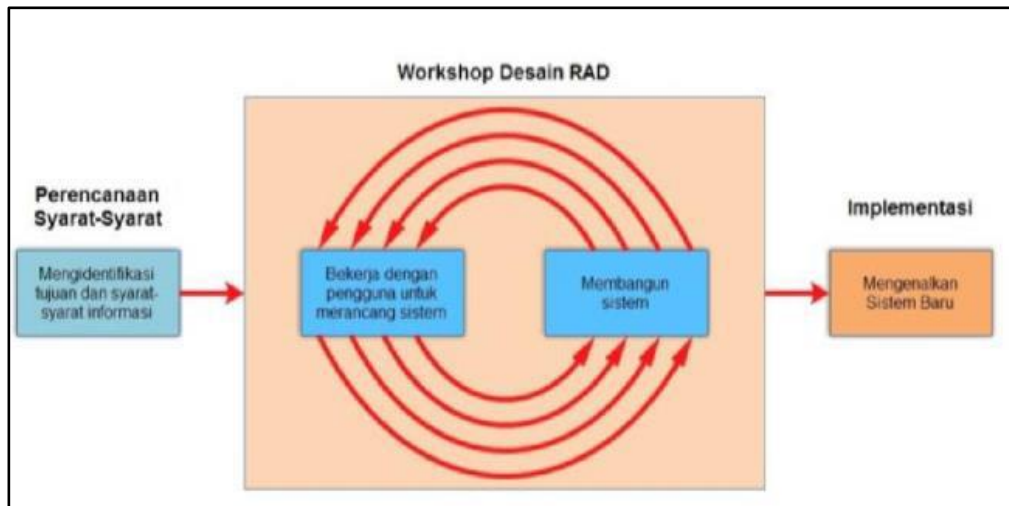 Workshop Desain RAD
Perencanaan
Syarat-Syarat
Mengidentifikasi
tujuan dan syarat-
syarat informasi
Bekerja dengan
pengguna untuk
merancang sistem
Membangun
sistem
Implementasi
Mengenalkan
Sistem Baru